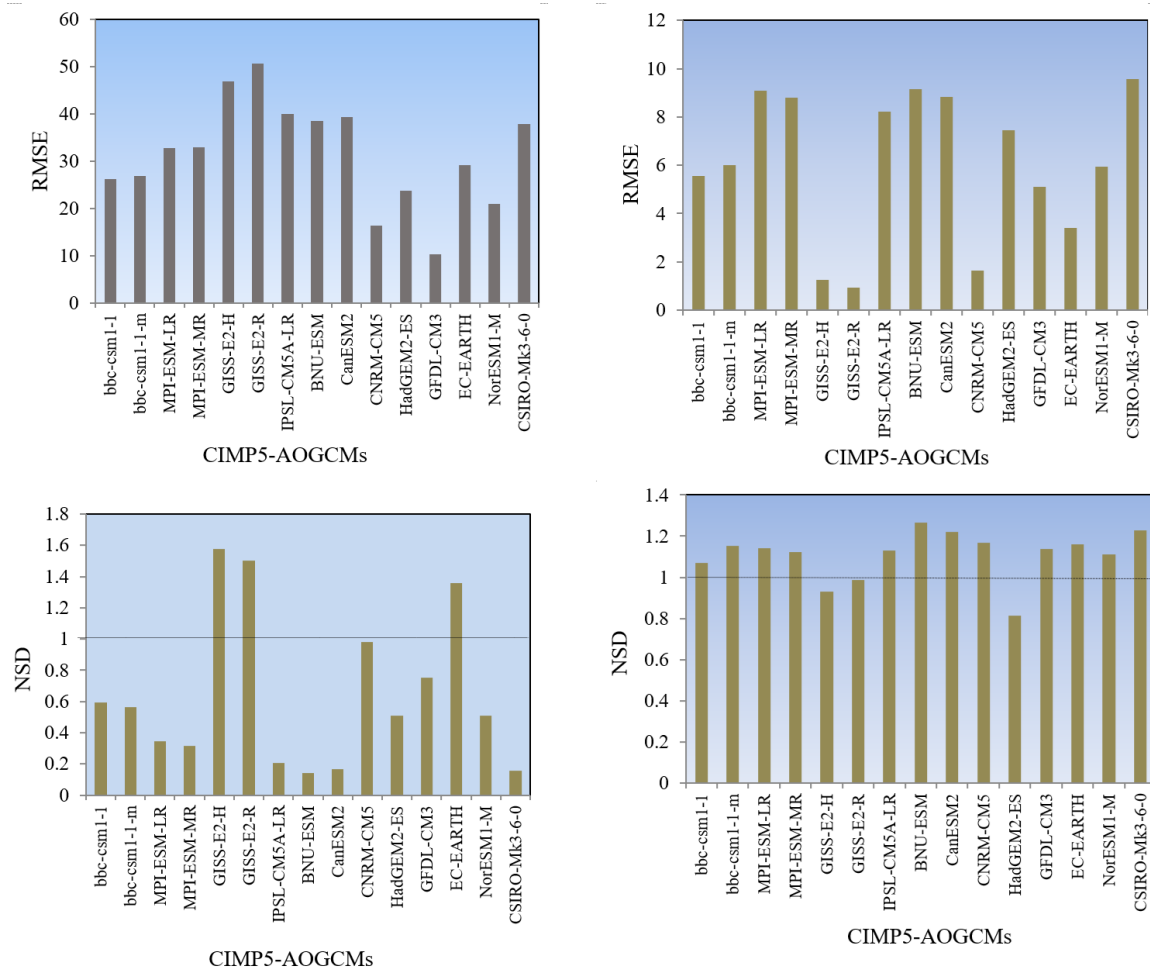 60
50
40
30
20
10
0
RMSE
bbc-csm1-1
bbc-csm1-1-m
MPI-ESM-LR
MPI-ESM-MR
GISS-E2-H
GISS-E2-R
IPSL-CM5A-LR
BNU-ESM
CanESM2
CNRM-CM5
HadGEM2-ES
GFDL-CM3
EC-EARTH
NorESM1-M
CSIRO-Mk3-6-0
CIMP5-AOGCMs
12
10
8
6
4
2
0
RMSE
bbc-csm1-1
bbc-csm1-1-m
MPI-ESM-LR
MPI-ESM-MR
GISS-E2-H
GISS-E2-r
IPSL-CM5A-LR
BNU-ESM
CanESM2
CNRM-CM5
HadGEM2-ES
GFDL-CM3
EC-EARTH
NorESM1-M
CSIRO-Mk3-6-0
CIMP5-AOGCMs
1.8
1.6
1.4
1.2
1
0.8
0.6
0.4
0.2
0
NSD
bbc-csm1-1
bbc-csm1-1-m
MPI-ESM-LR
MPI-ESM-MR
GISS-E2-H
GISS-E2-R
IPSL-CM5A-LR
BNU-ESM
CanESM2
CNRM-CM5
HadGEM2-ES
GFDL-CM3
EC-EARTH
NorESM1-M
CSIRO-Mk3-6-0
CIMP5-AOGCMs
1.4
1.2
1
0.8
0.6
0.4
0.2
0
NSD
bbc-csm1-1
bbc-csm1-1-m
MPI-ESM-LR
MPI-ESM-MR
GISS-E2-H
GISS-E2-R
IPSL-CM5A-LR
BNU-ESM
CanESM2
CNRM-CM5
HadGEM2-ES
GFDL-CM3
EC-EARTH
NorESM1-M
CSIRO-Mk3-6-0
CIMP5-AOGCMs